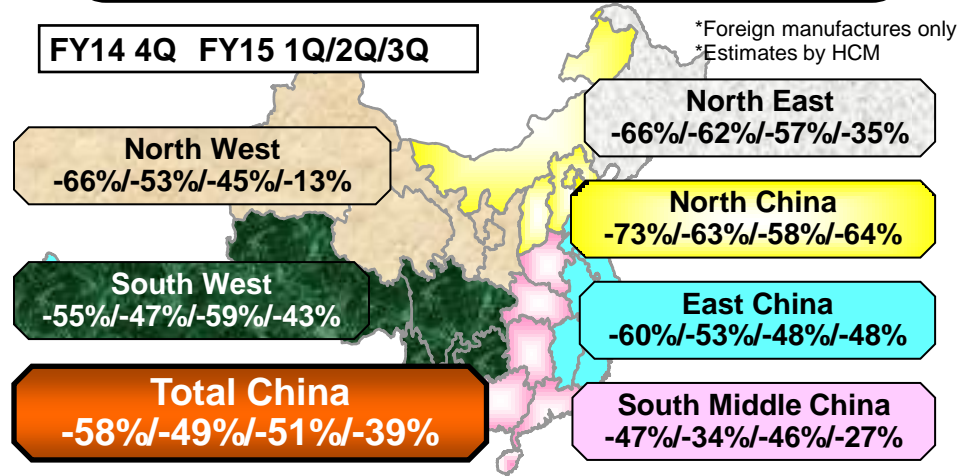 *Foreign manufactures only
*Estimates by HCM
FY14 4Q FY15 1Q/2Q/3Q
North East
-66%/-62%/-57%/-35%
North West
-66%/-53%/-45%/-13%
North China
-73%/-63%/-58%/-64%
South West
-55%/-47%/-59%/-43%
East China
-60%/-53%/-48%/-48%
Total China
-58%/-49%/-51%/-39%
South Middle China
-47%/-34%/-46%/-27%